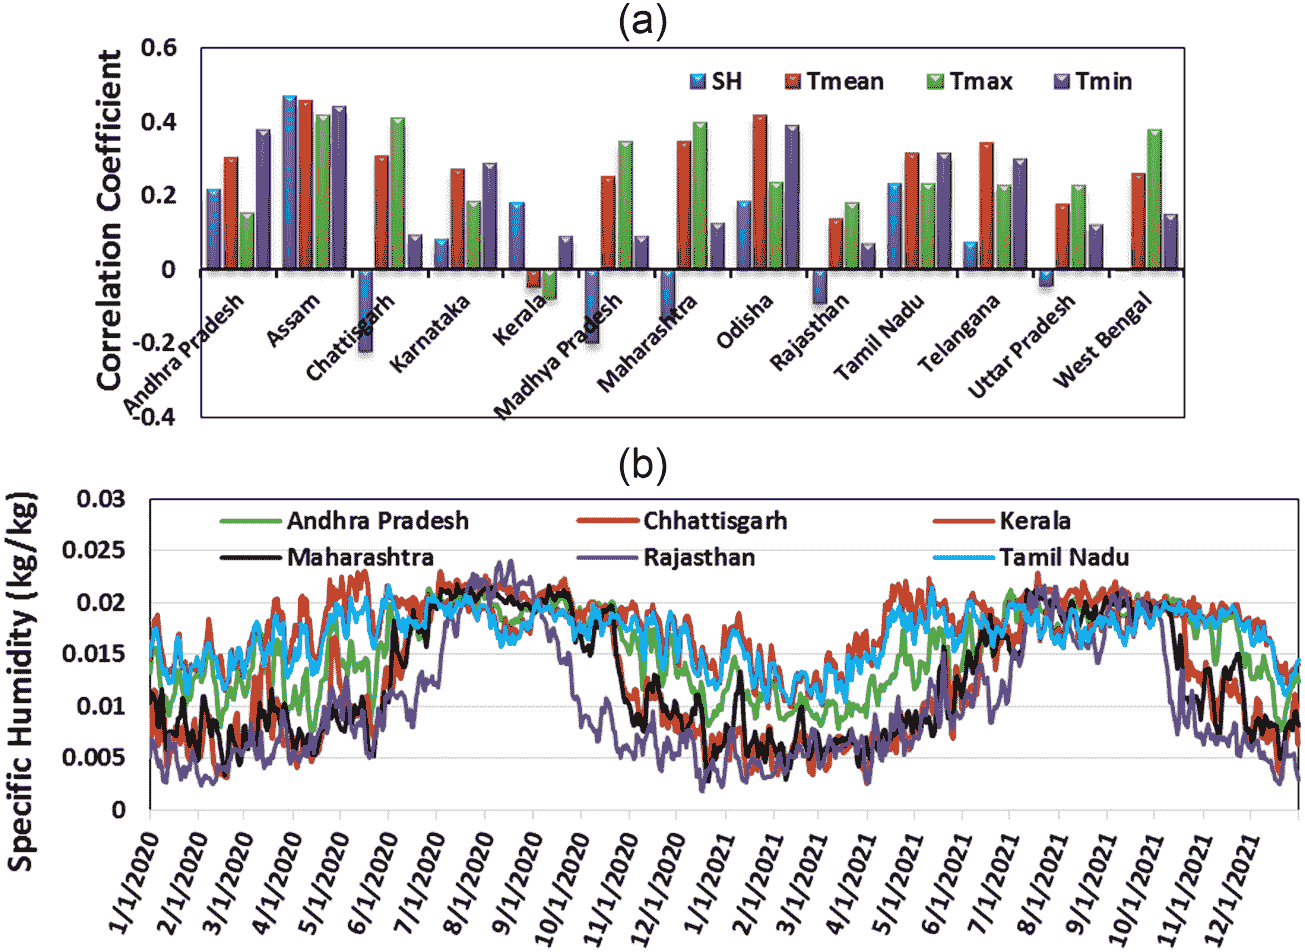 (a)
Correlation Coefficient
0.6
0.4
0.2
0
-0.2
-0.4
SH Tmean Tmax Tmin
Andhra Pradesh
Assam
Chattisgarh
Karnataka
Kerala
Madhya Pradesh
Maharashtra
Odisha
Rajasthan
Tamil Nadu
Telangana
Uttar Pradesh
West Bengal
(b)
Specific Humidity (kg/kg)
0.03
0.025
0.02
0.015
0.01
0.005
0
Andhra Pradesh Chhattisgarh Kerala
Maharashtra Rajasthan Tamil Nadu
1/1/2020
2/1/2020
3/1/2020
4/1/2020
5/1/2020
6/1/2020
7/1/2020
8/1/2020
9/1/2020
10/1/2020
11/1/2020
12/1/2020
1/1/2021
2/1/2021
3/1/2021
4/1/2021
5/1/2021
6/1/2021
7/1/2021
8/1/2021
9/1/2021
10/1/2021
11/1/2021
12/1/2021